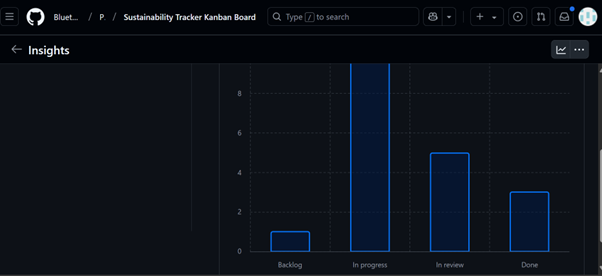 Bluet... / P... / Sustainability Tracker Kanban Board
Type / to search
Insights
8
6
4
2
0
Backlog In progress In review Done